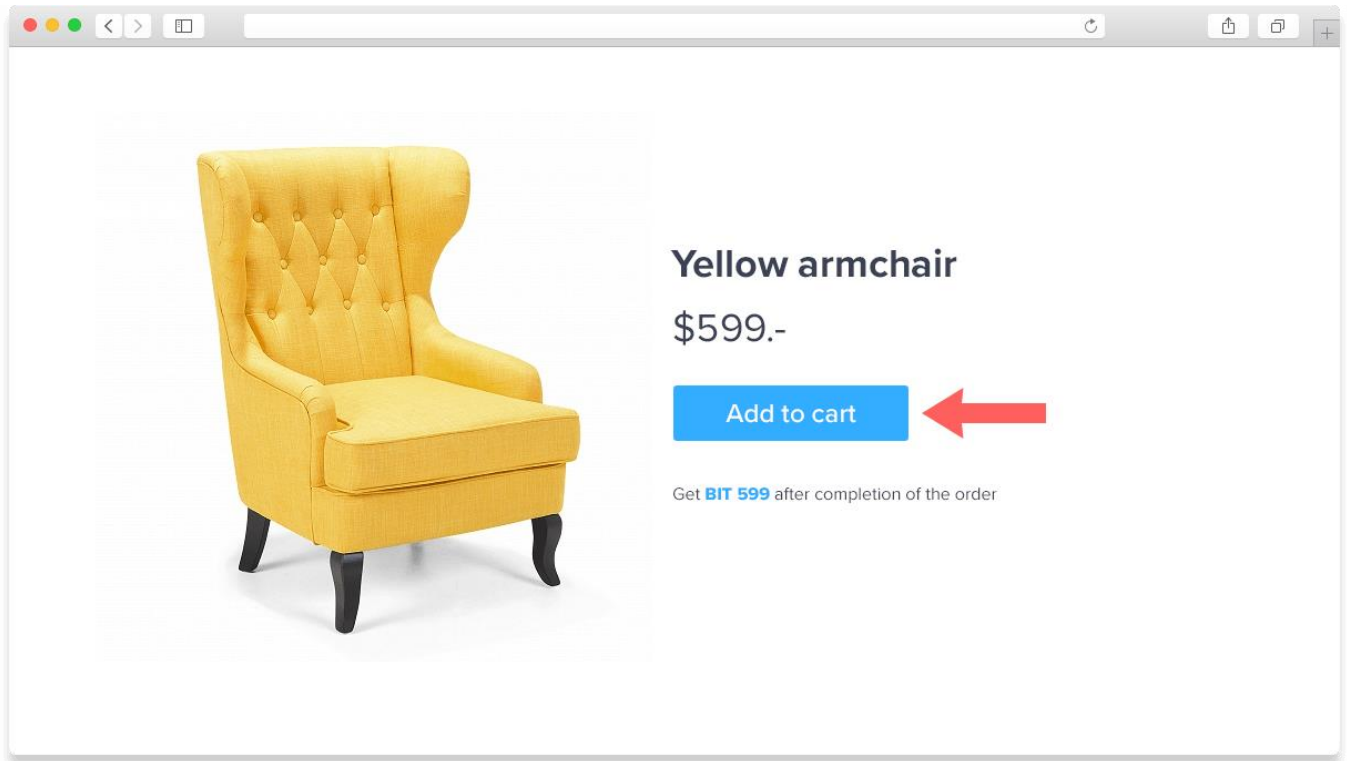 Yellow armchair
$599.-
Add to cart
Get BIT 599 after completion of the order